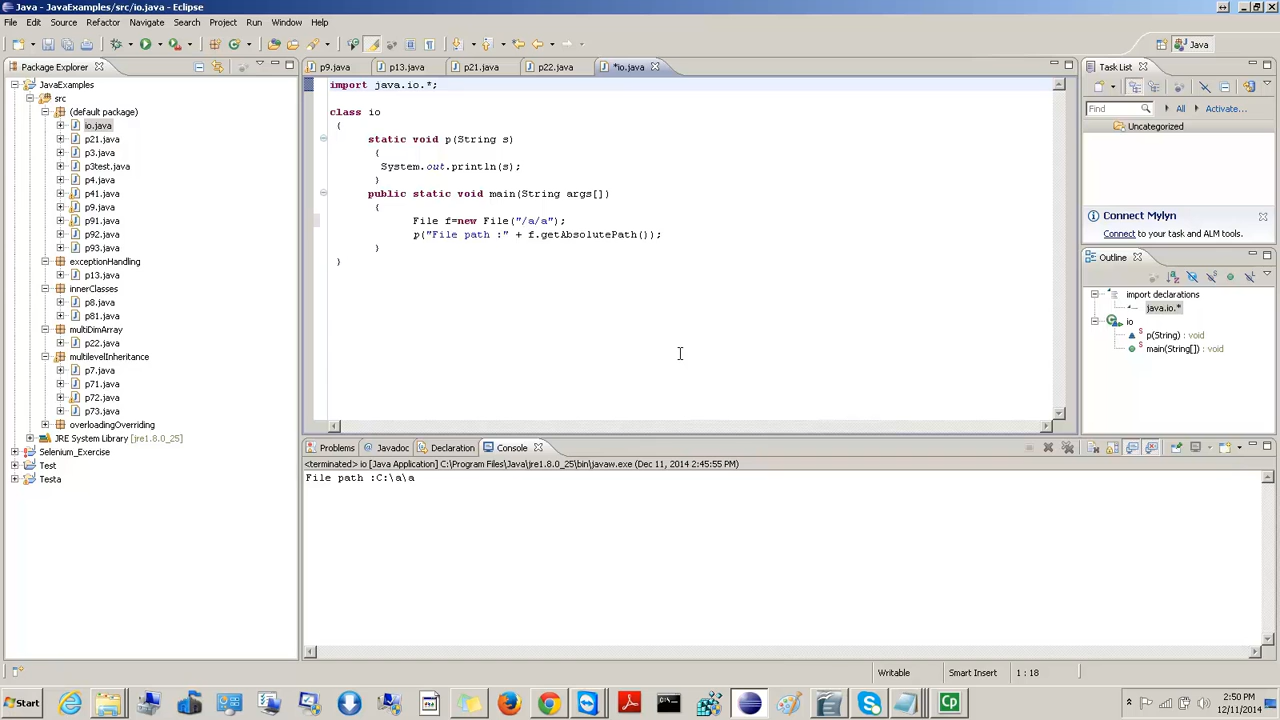 Java - JavaExamples/src/io.java - Eclipse
File Edit Source Refactor Navigate Search Project Run Window Help
Java
Package Explorer
p9.java p13.java p21.java p22.java *io.java
Task List
JavaExamples
src
(default package)
io.java
p21.java
p3.java
p3test.java
p4.java
p41.java
p9.java
p91.java
p92.java
p93.java
exceptionHandling
p13.java
innerClasses
p8.java
p81.java
multiDimArray
p22.java
multilevelInheritance
p7.java
p71.java
p72.java
p73.java
overloadingOverriding
JRE System Library [jre1.8.0_25]
Selenium_Exercise
Test
Testa
import java.io.*;
class io
{
static void p(String s)
{
System.out.println(s);
}
public static void main(String args[])
{
File f=new File("/a/a");
p("File path :" + f.getAbsolutePath());
}
}
Find All Activate...
Uncategorized
Connect Mylyn
Connect to your task and ALM tools.
Outline
import declarations
java.io.*
io
p(String) : void
main(String[]) : void
Problems Javadoc Declaration Console
<terminated> io [Java Application] C:\Program Files\Java\jre1.8.0_25\bin\javaw.exe (Dec 11, 2014 2:45:55 PM)
File path :C:\a\a
Writable Smart Insert 1 : 18
Start
Cp
2:50 PM
12/11/2014